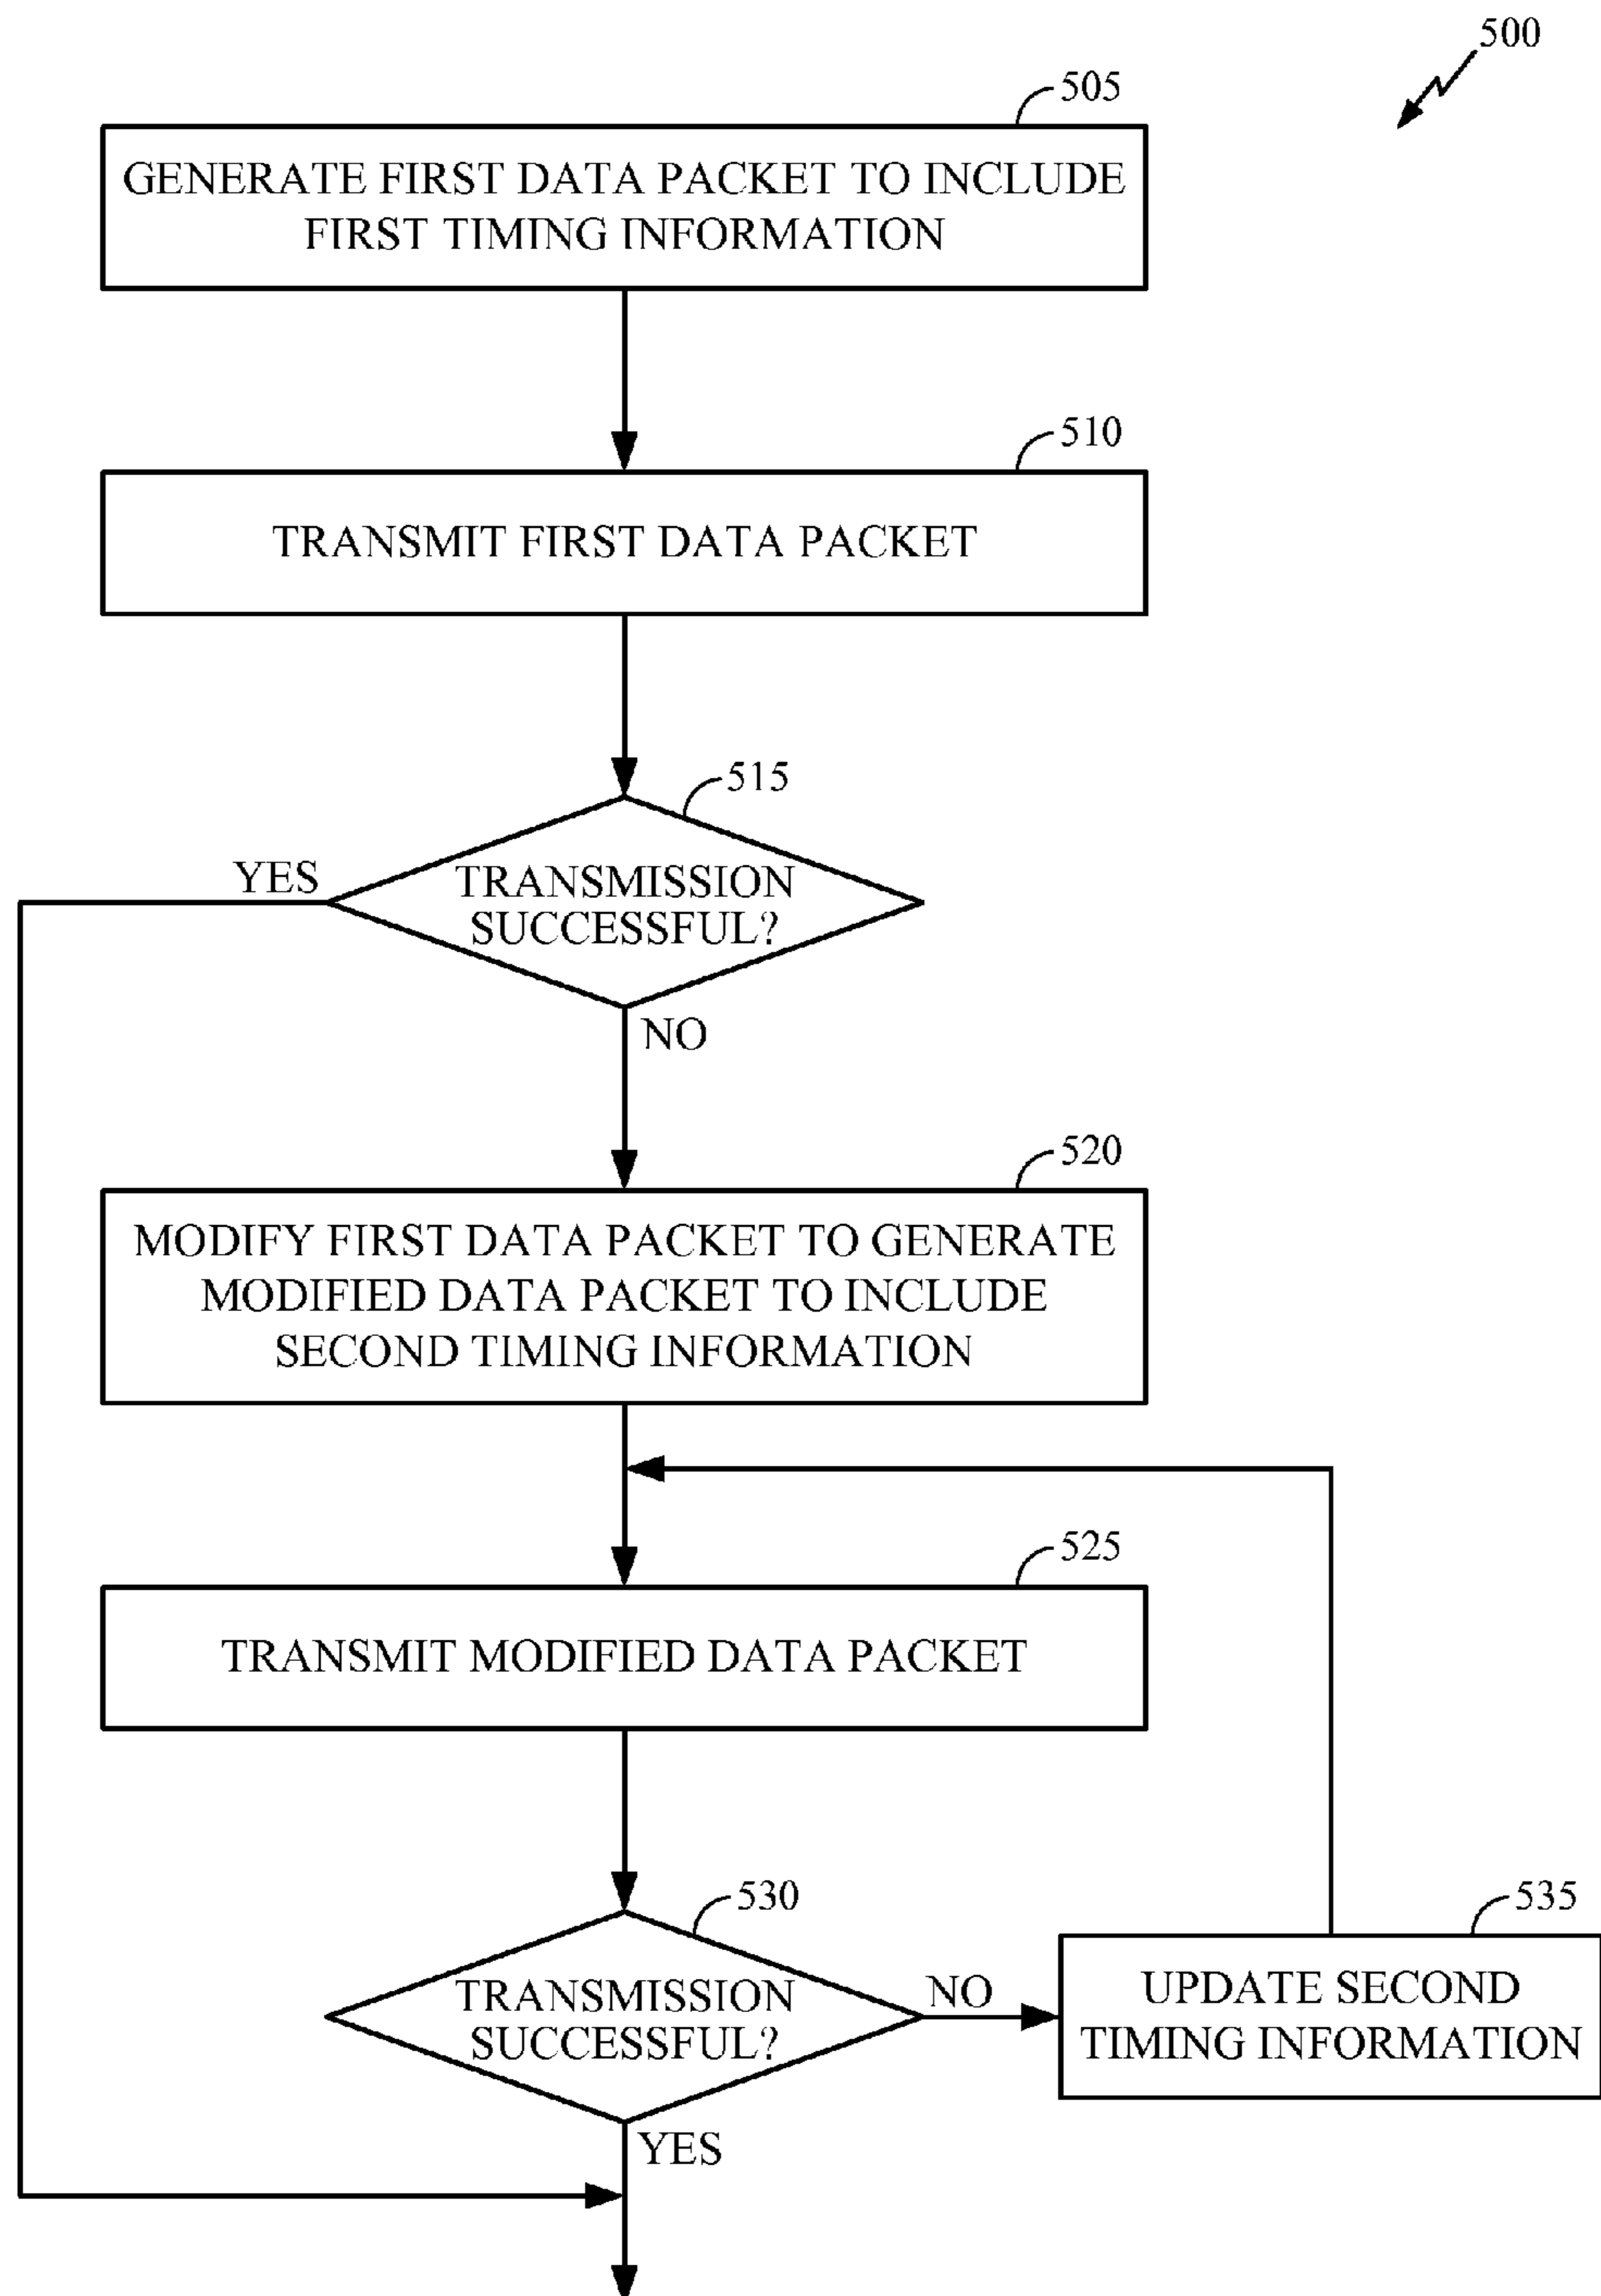 500
505
GENERATE FIRST DATA PACKET TO INCLUDE
FIRST TIMING INFORMATION
510
TRANSMIT FIRST DATA PACKET
515
YES
TRANSMISSION
SUCCESSFUL?
NO
520
MODIFY FIRST DATA PACKET TO GENERATE
MODIFIED DATA PACKET TO INCLUDE
SECOND TIMING INFORMATION
525
TRANSMIT MODIFIED DATA PACKET
530
TRANSMISSION
SUCCESSFUL?
NO
535
UPDATE SECOND
TIMING INFORMATION
YES